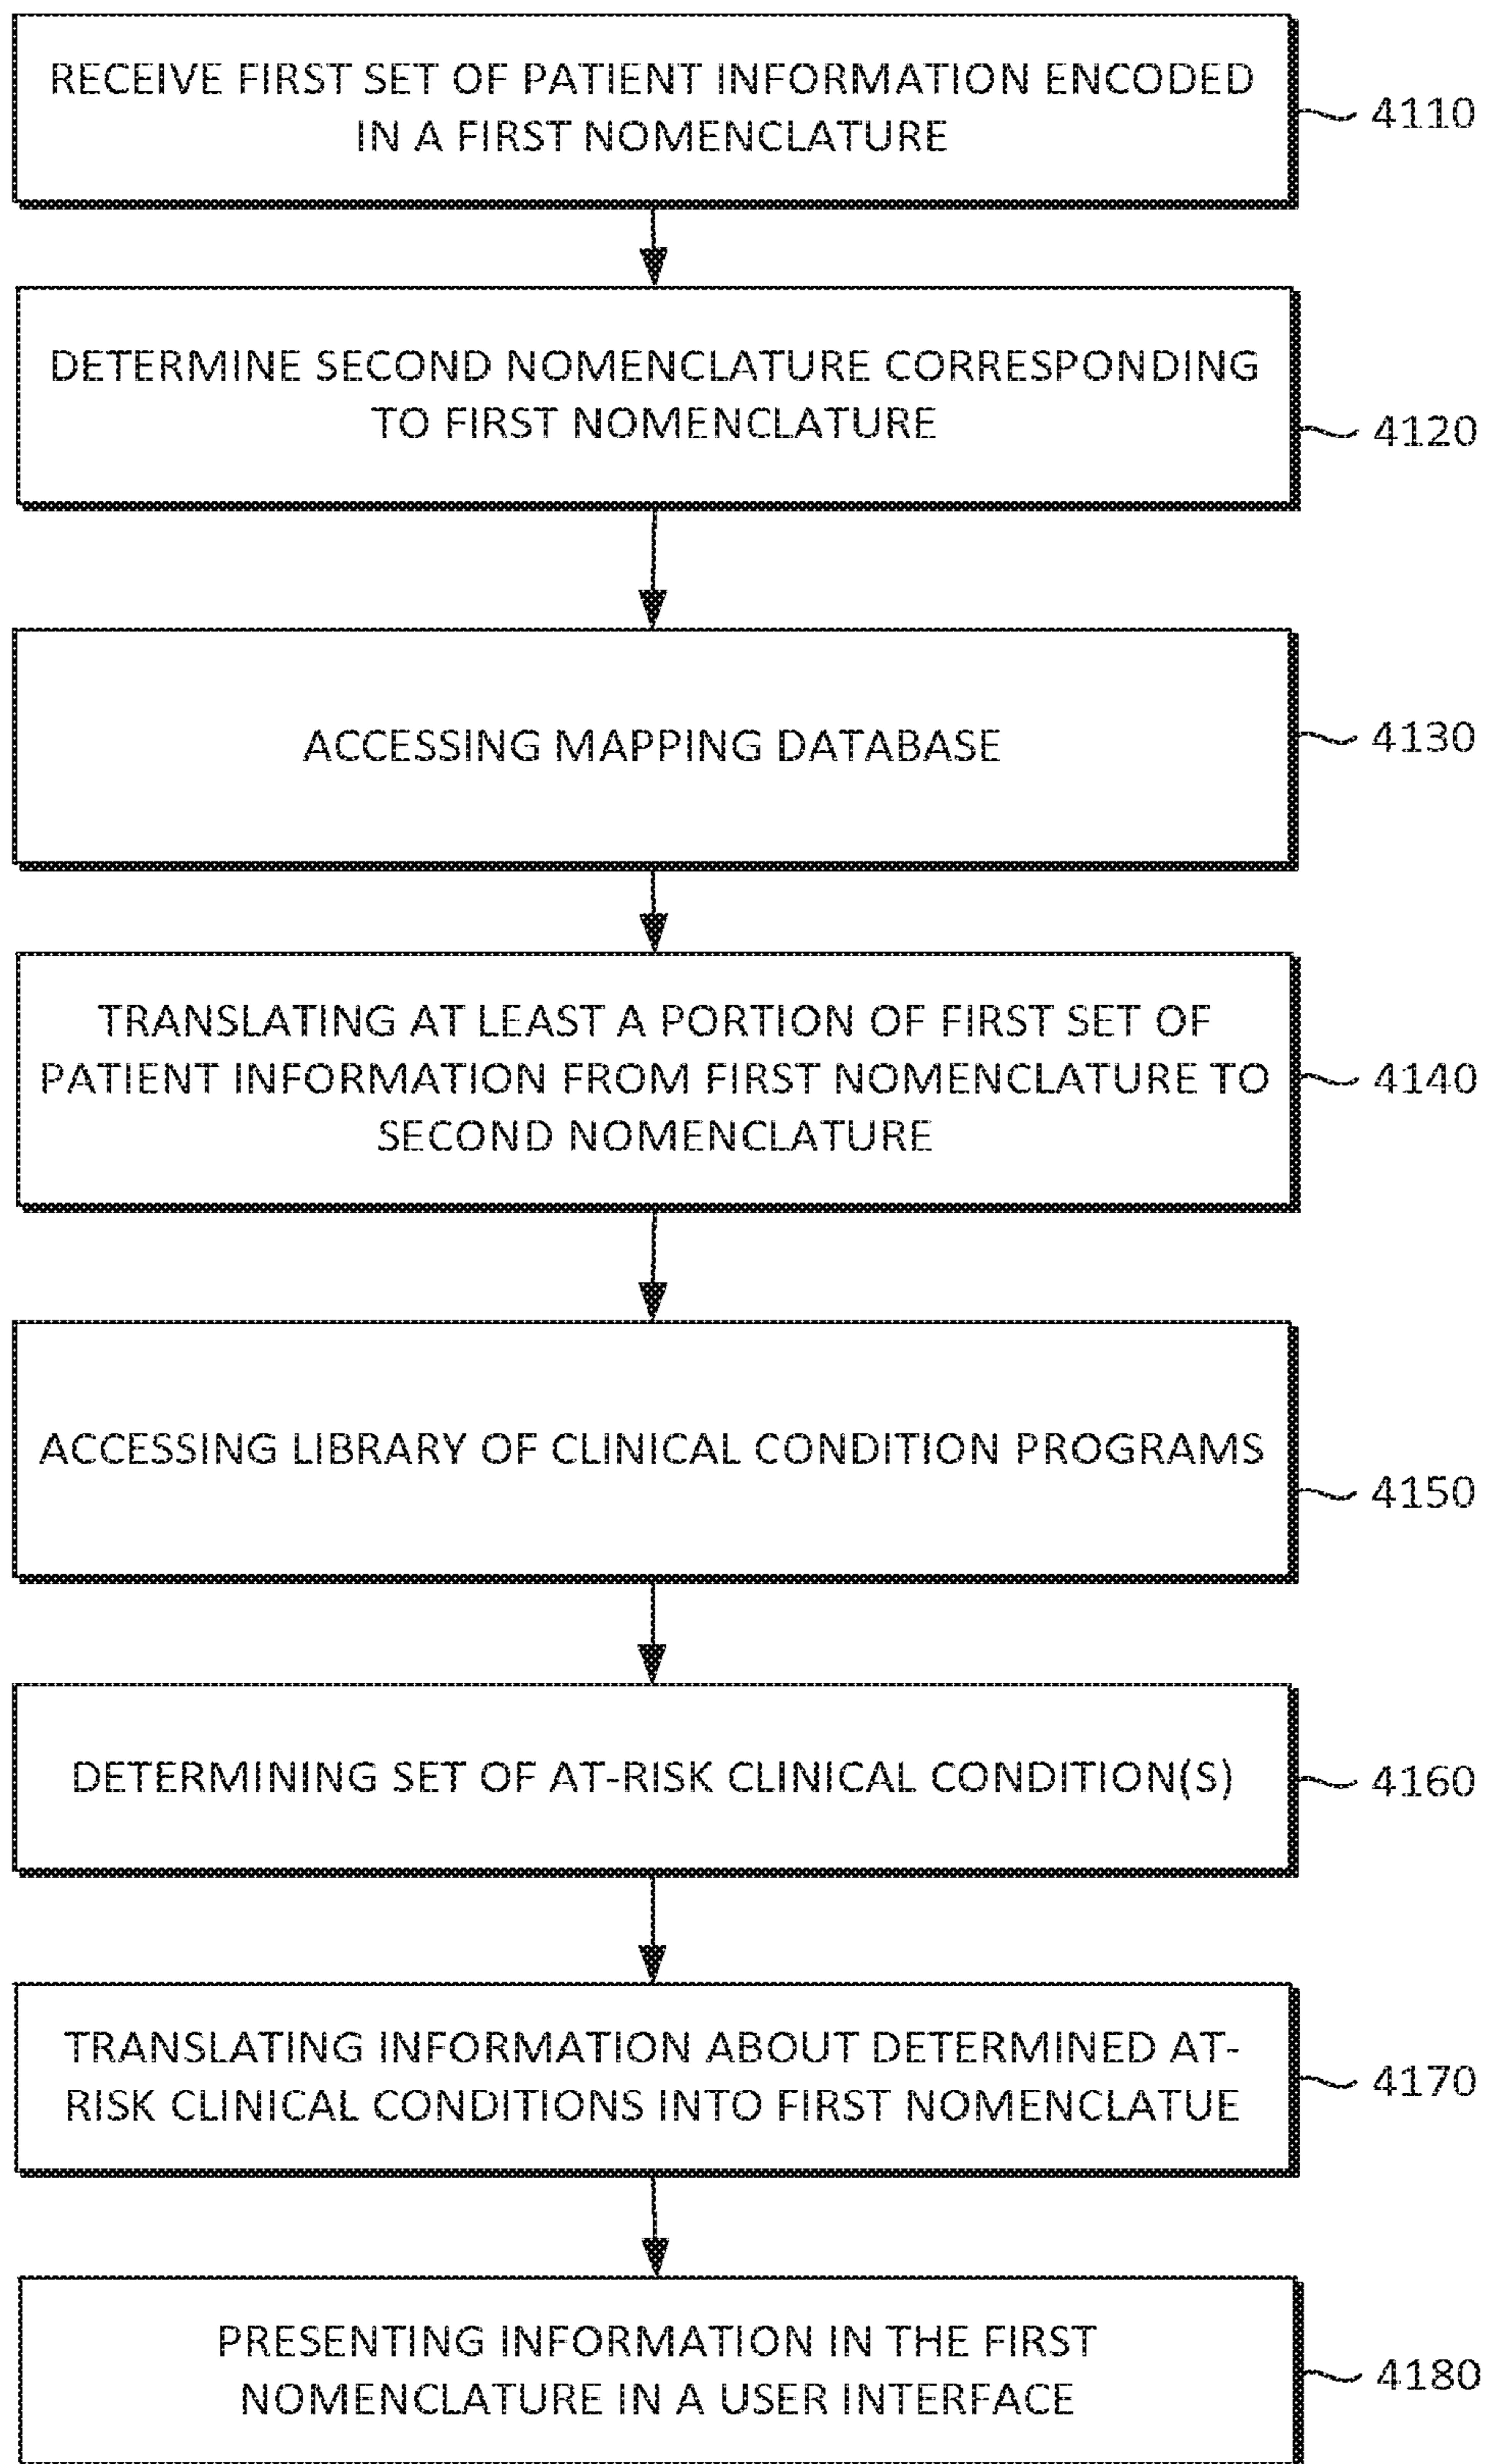 RECEIVE FIRST SET OF PATIENT INFORMATION ENCODED
IN A FIRST NOMENCLATURE
4110
DETERMINE SECOND NOMENCLATURE CORRESPONDING
TO FIRST NOMENCLATURE
4120
ACCESSING MAPPING DATABASE
4130
TRANSLATING AT LEAST A PORTION OF FIRST SET OF
PATIENT INFORMATION FROM FIRST NOMENCLATURE TO
SECOND NOMENCLATURE
4140
ACCESSING LIBRARY OF CLINICAL CONDITION PROGRAMS
4150
DETERMINING SET OF AT-RISK CLINICAL CONDITION(S)
4160
TRANSLATING INFORMATION ABOUT DETERMINED AT-
RISK CLINICAL CONDITIONS INTO FIRST NOMENCLATUE
4170
PRESENTING INFORMATION IN THE FIRST
NOMENCLATURE IN A USER INTERFACE
4180